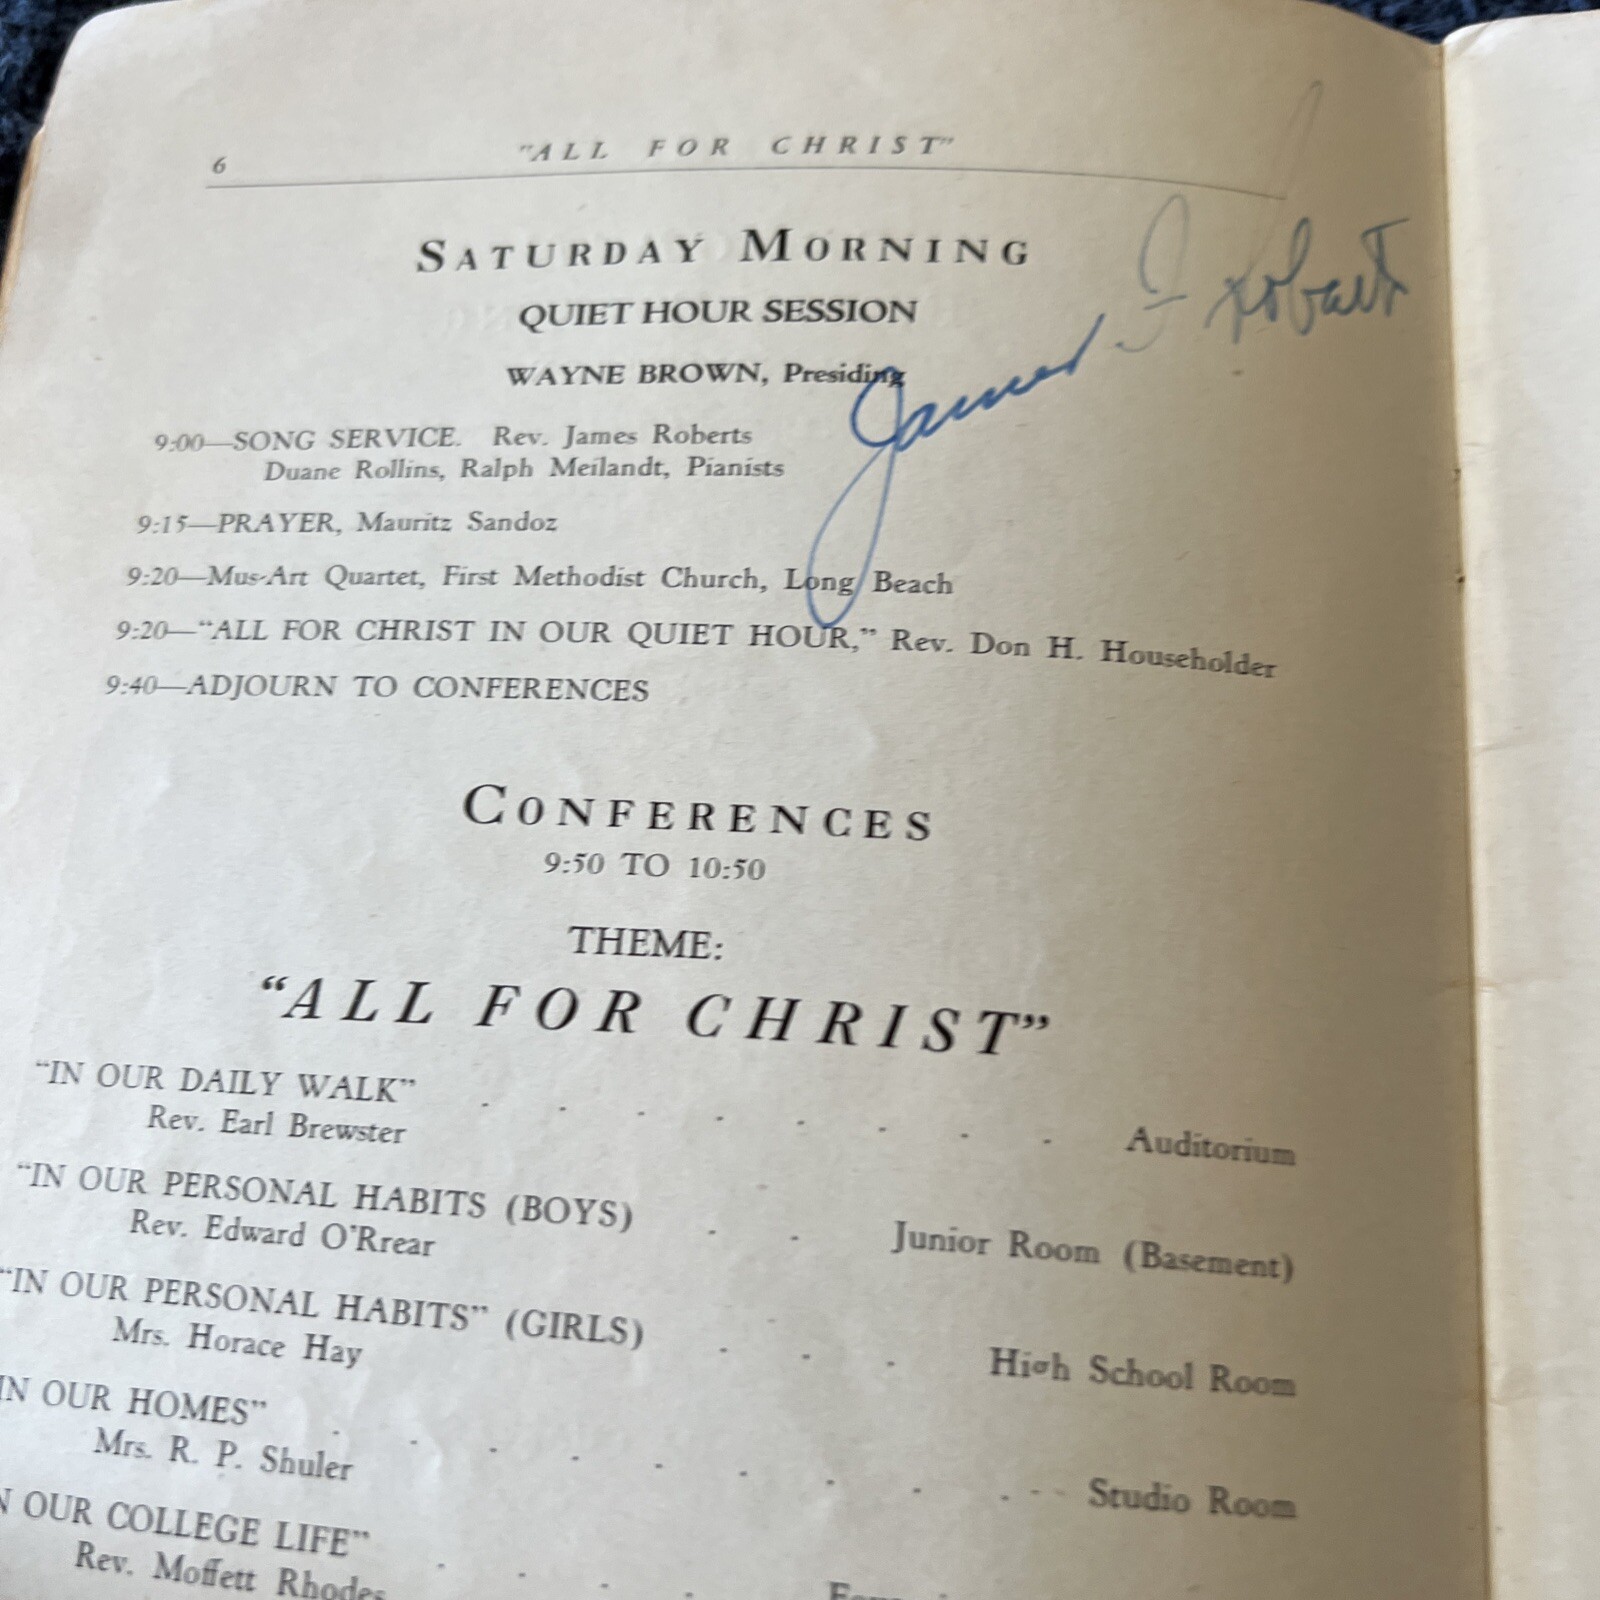 6
"ALL FOR CHRIST"
SATURDAY MORNING
QUIET HOUR SESSION
WAYNE BROWN, Presiding
James
9:00—SONG SERVICE. Rev. James Roberts
Duane Rollins, Ralph Meilandt, Pianists
9:15—PRAYER, Mauritz Sandoz
9:20—Mus-Art Quartet, First Methodist Church, Long Beach
9:20—"ALL FOR CHRIST IN OUR QUIET HOUR," Rev. Don H. Householder
9:40—ADJOURN TO CONFERENCES
CONFERENCES
9:50 TO 10:50
THEME:
"ALL FOR CHRIST"
"IN OUR DAILY WALK" . . . . . . . . Auditorium
Rev. Earl Brewster
"IN OUR PERSONAL HABITS (BOYS) . . Junior Room (Basement)
Rev. Edward O'Rrear
"IN OUR PERSONAL HABITS" (GIRLS) . . . High School Room
Mrs. Horace Hay
IN OUR HOMES" . . . . . . . . . - - Studio Room
Mrs. R. P. Shuler
N OUR COLLEGE LIFE" . . . .
Rev. Moffett Rhodes